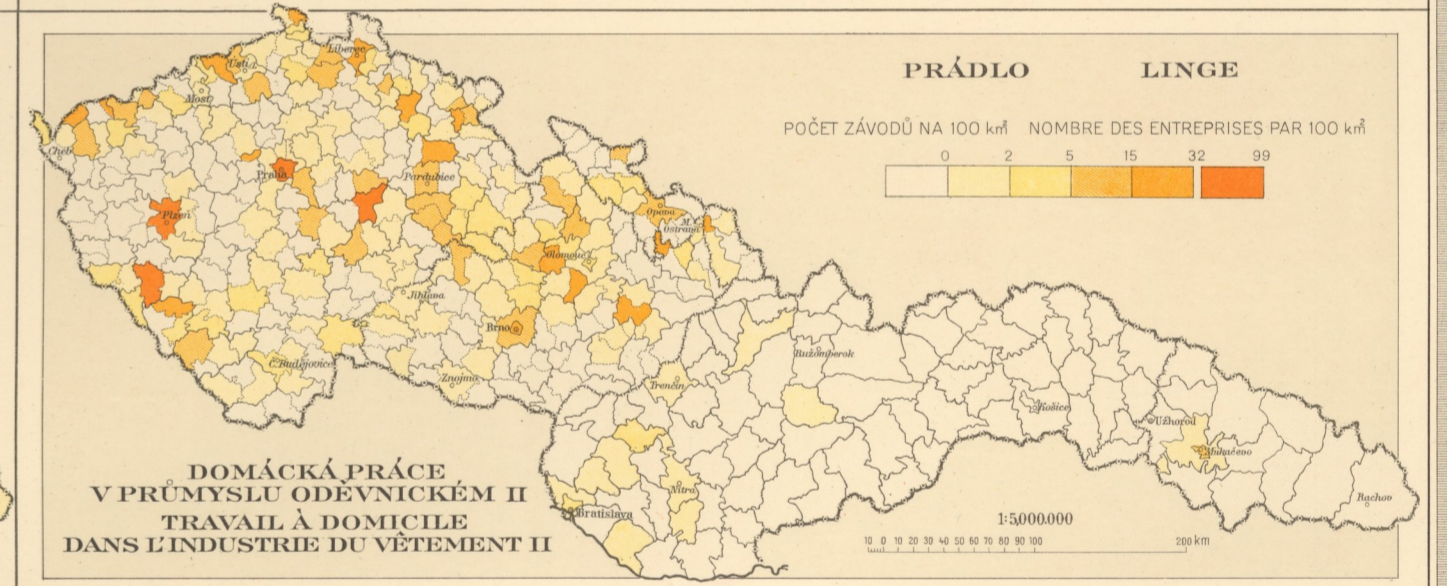 PRÁDLO LINGE
POČET ZÁVODŮ NA 100 km² NOMBRE DES ENTREPRISES PAR 100 km²
0 2 5 15 32 99
Liberec
Ústí
Most
Cheb
Praha
Pardubice
Plzeň
Opava
M.
Ostrava
Olomouc
Jihlava
Brno
Č. Budějovice
Znojmo
Ružomberok
Trenčín
Košice
Užhorod
Mukačevo
Nitra
Rachov
Bratislava
DOMÁCKÁ PRÁCE
V PRŮMYSLU ODĚVNICKÉM II
TRAVAIL À DOMICILE
DANS L'INDUSTRIE DU VÊTEMENT II
1:5,000.000
10 0 10 20 30 40 50 60 70 80 90 100 200 km